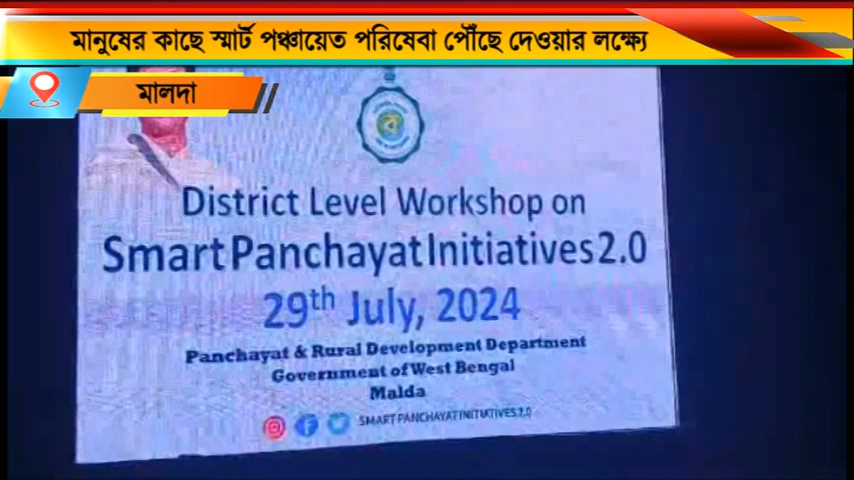 মানুষের কাছে স্মার্ট পঞ্চায়েত পরিষেবা পৌঁছে দেওয়ার লক্ষ্যে
মালদা
District Level Workshop on
Smart Panchayat Initiatives 2.0
29th July, 2024
Panchayat & Rural Development Department
Government of West Bengal
Malda
SMART PANCHAYAT INITIATIVES 2.0